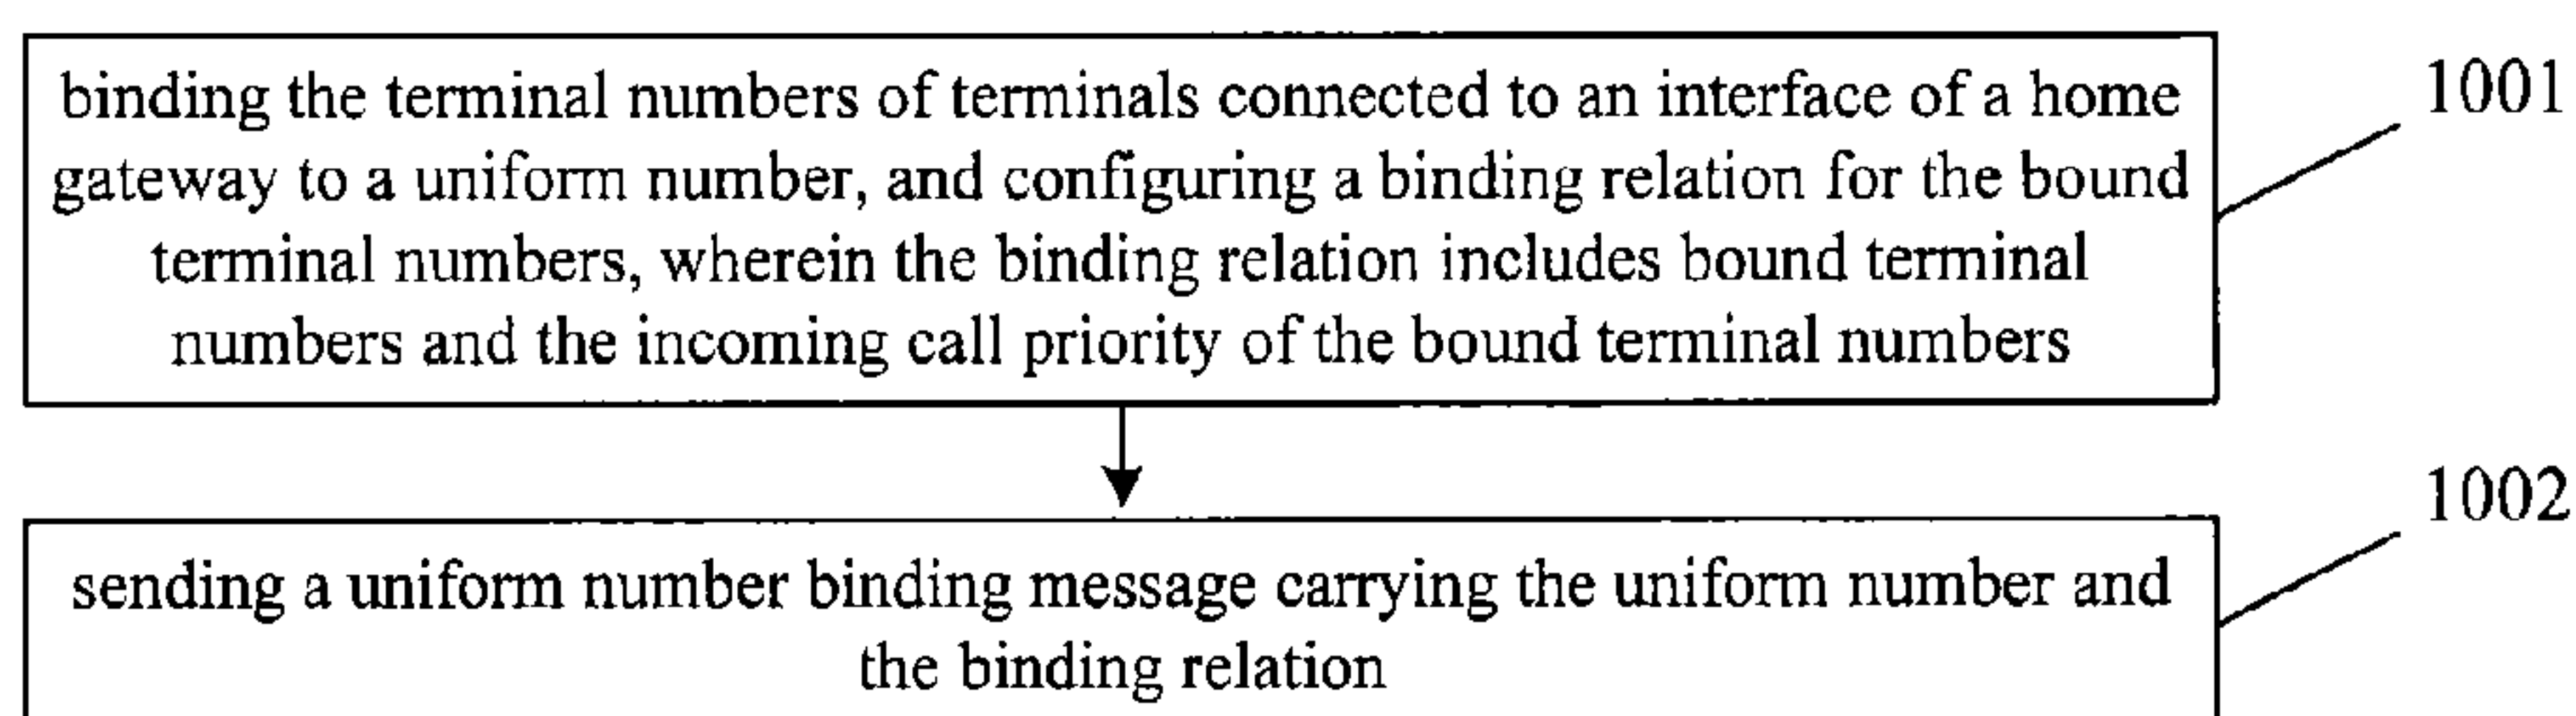 binding the terminal numbers of terminals connected to an interface of a home
1001
gateway to a uniform number, and configuring a binding relation for the bound
terminal numbers, wherein the binding relation includes bound terminal
numbers and the incoming call priority of the bound terminal numbers
1002
sending a uniform number binding message carrying the uniform number and
the binding relation